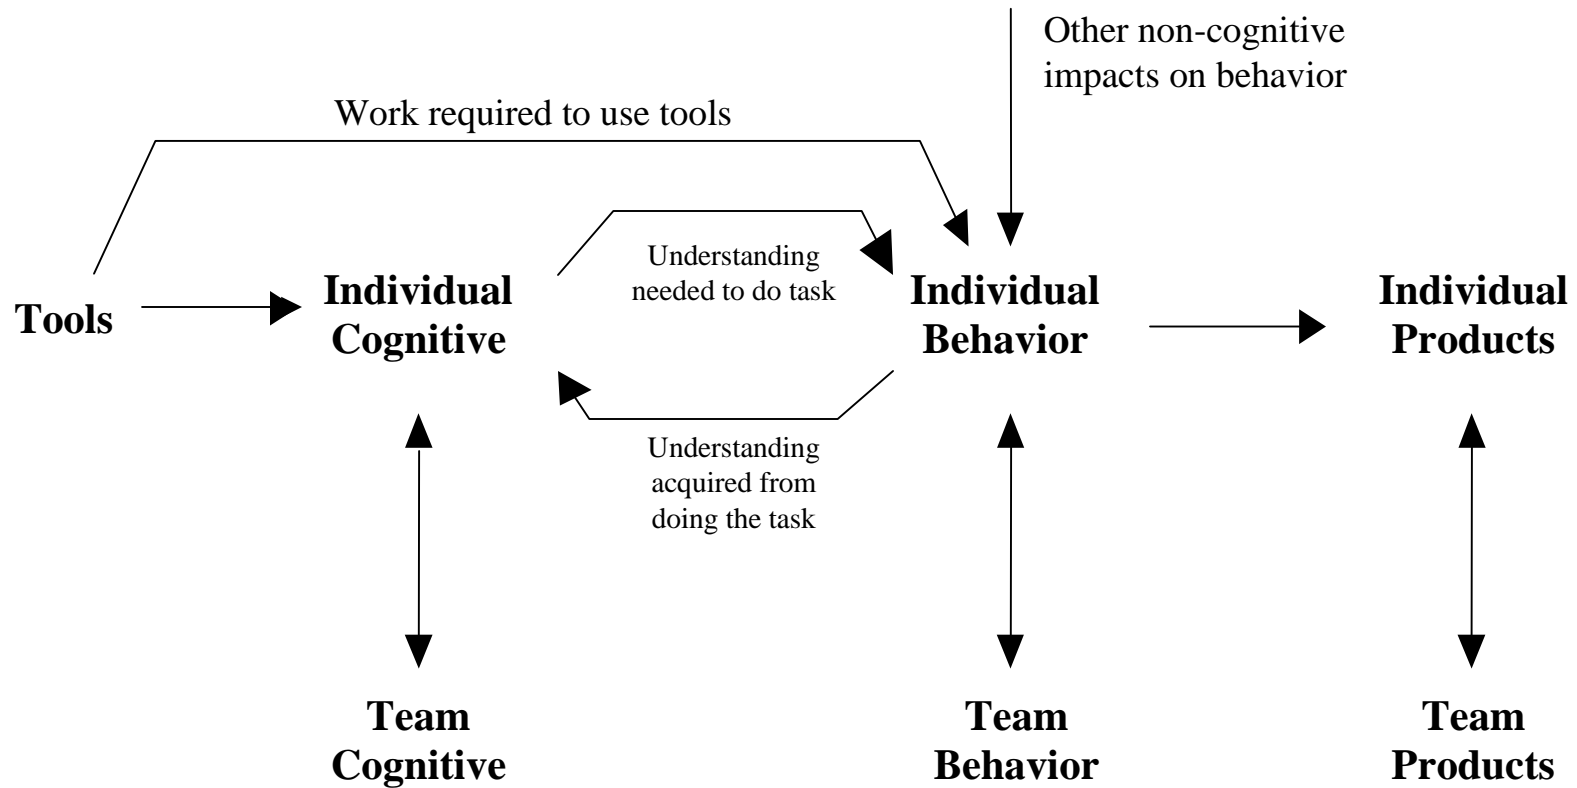 Other non-cognitive
impacts on behavior
Work required to use tools
Understanding
needed to do task
Tools
Individual
Cognitive
Individual
Behavior
Individual
Products
Understanding
acquired from
doing the task
Team
Cognitive
Team
Behavior
Team
Products